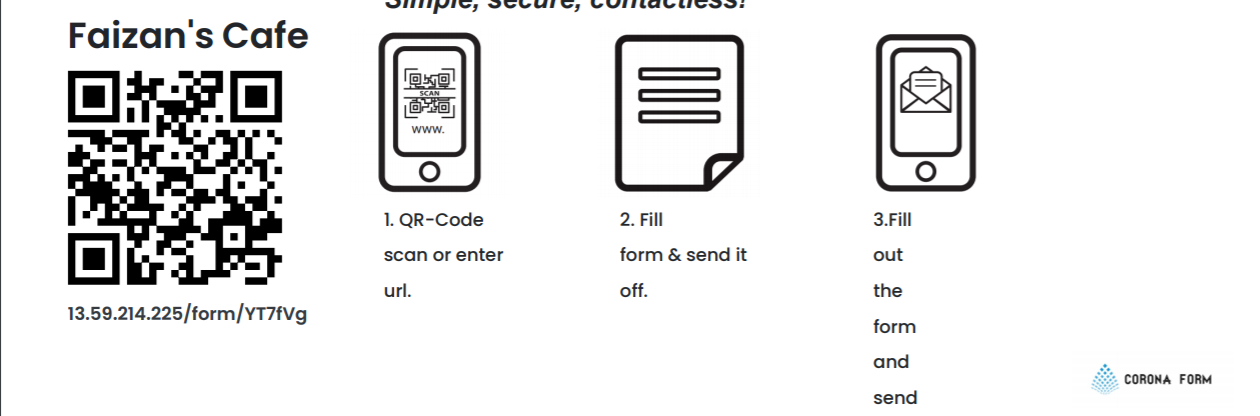 Simple, secure, contactless!
Faizan's Cafe
SCAN
www.
13.59.214.225/form/YT7fVg
1. QR-Code
scan or enter
url.
2. Fill
form & send it
off.
3.Fill
out
the
form
and
send
CORONA FORM